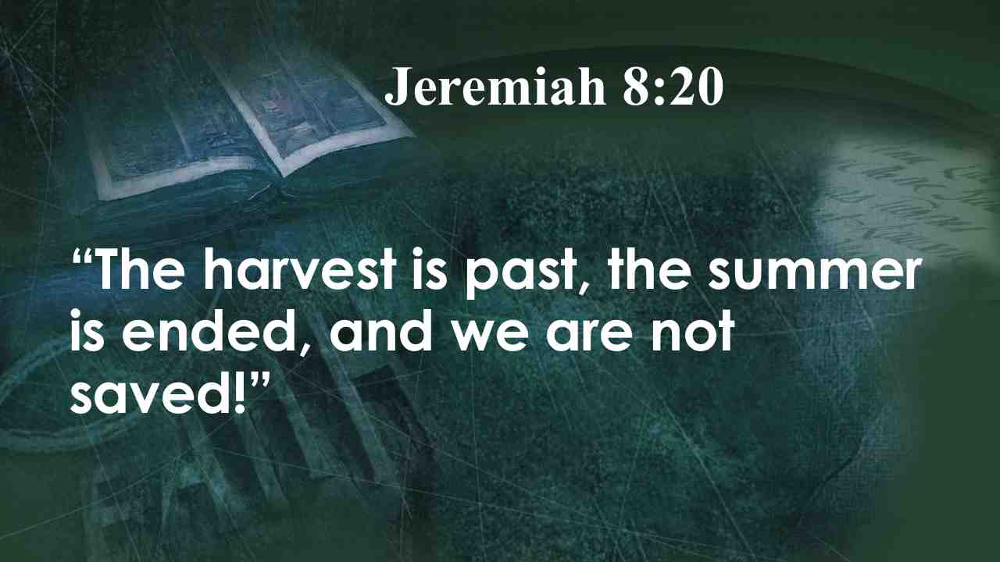 Jeremiah 8:20
“The harvest is past, the summer
is ended, and we are not
saved!”